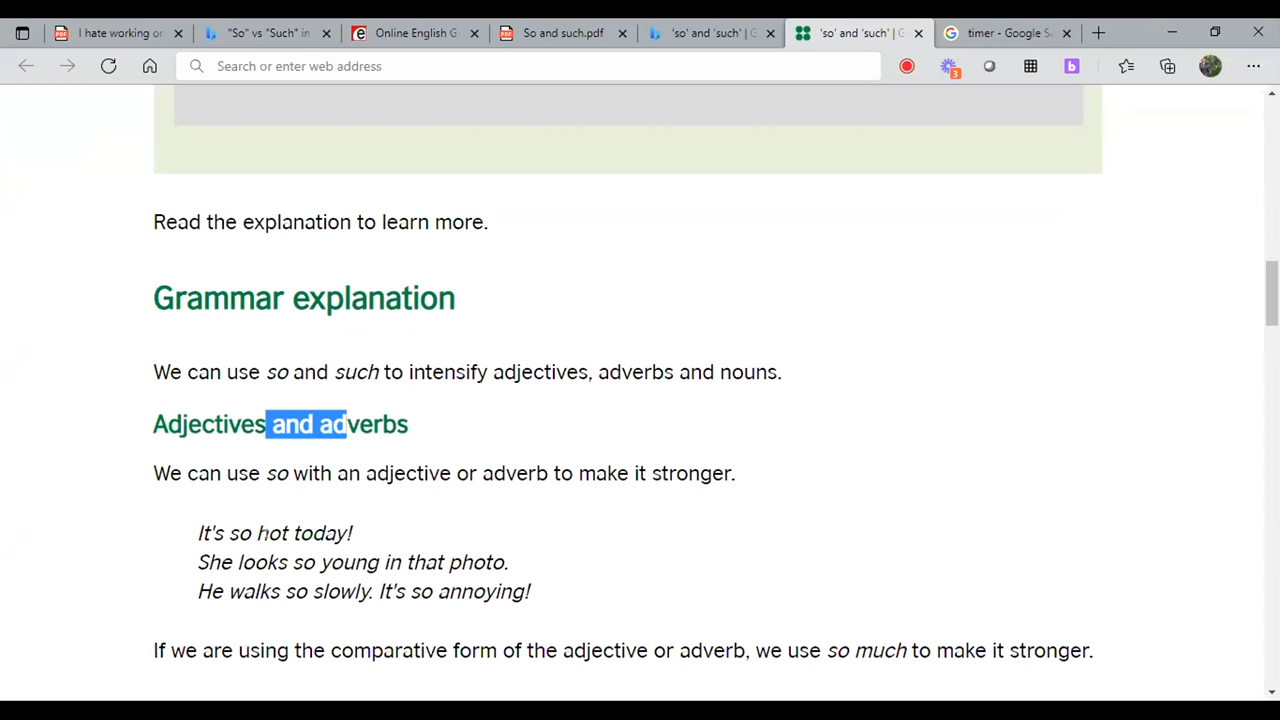 I hate working or
"So" vs "Such" in
Online English G
So and such.pdf
'so' and 'such' | G
'so' and 'such' | G
timer - Google Se
Search or enter web address
3
b
Read the explanation to learn more.
Grammar explanation
We can use so and such to intensify adjectives, adverbs and nouns.
Adjectives and adverbs
We can use so with an adjective or adverb to make it stronger.
It's so hot today!
She looks so young in that photo.
He walks so slowly. It's so annoying!
If we are using the comparative form of the adjective or adverb, we use so much to make it stronger.